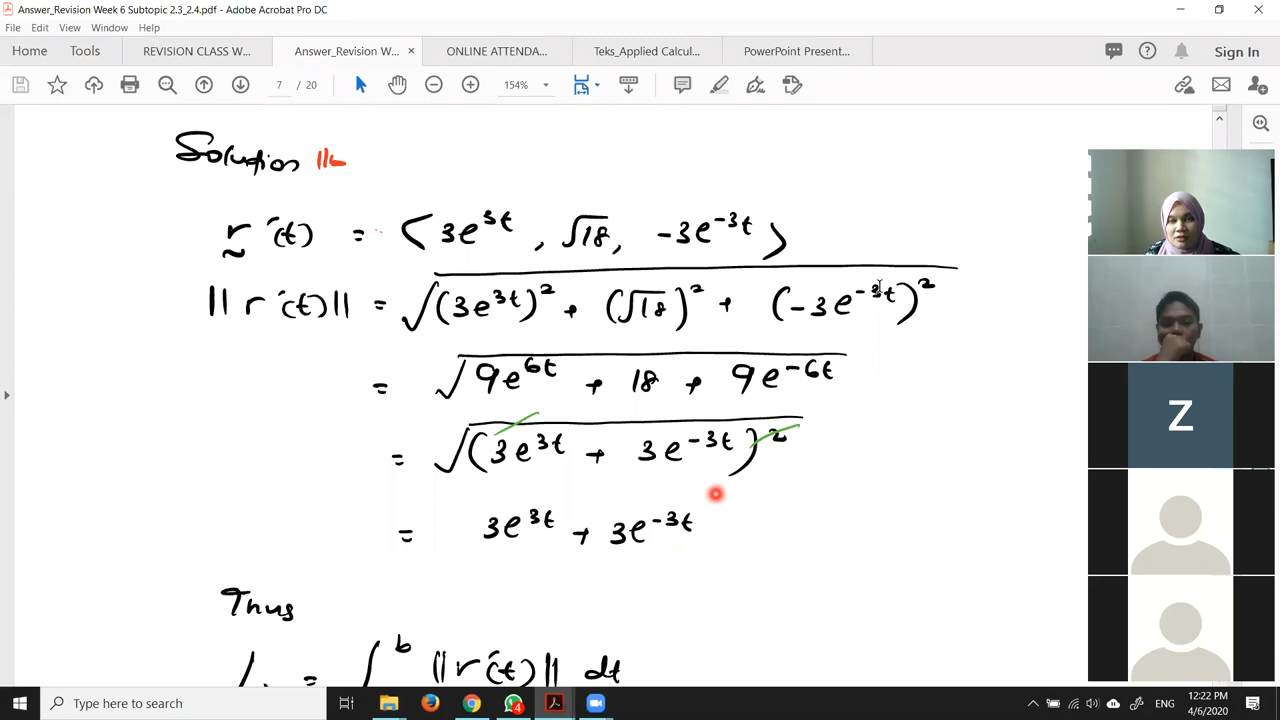 Answer_Revision Week 6 Subtopic 2.3_2.4.pdf - Adobe Acrobat Pro DC
File Edit View Window Help
Home Tools REVISION CLASS W... Answer_Revision W... × ONLINE ATTENDA... Teks_Applied Calcul... PowerPoint Present... Sign In
7 / 20 154%
Solution 11b
r'(t) = ⟨ 3e^{3t} , √18, -3e^{-3t} ⟩
||r'(t)|| = √((3e^{3t})² + (√18)² + (-3e^{-3t})²)
= √(9e^{6t} + 18 + 9e^{-6t})
= √((3e^{3t} + 3e^{-3t})²)
= 3e^{3t} + 3e^{-3t}
Thus
L = ∫ b ||r'(t)|| dt
Z
Type here to search
4
ENG
12:22 PM
4/6/2020